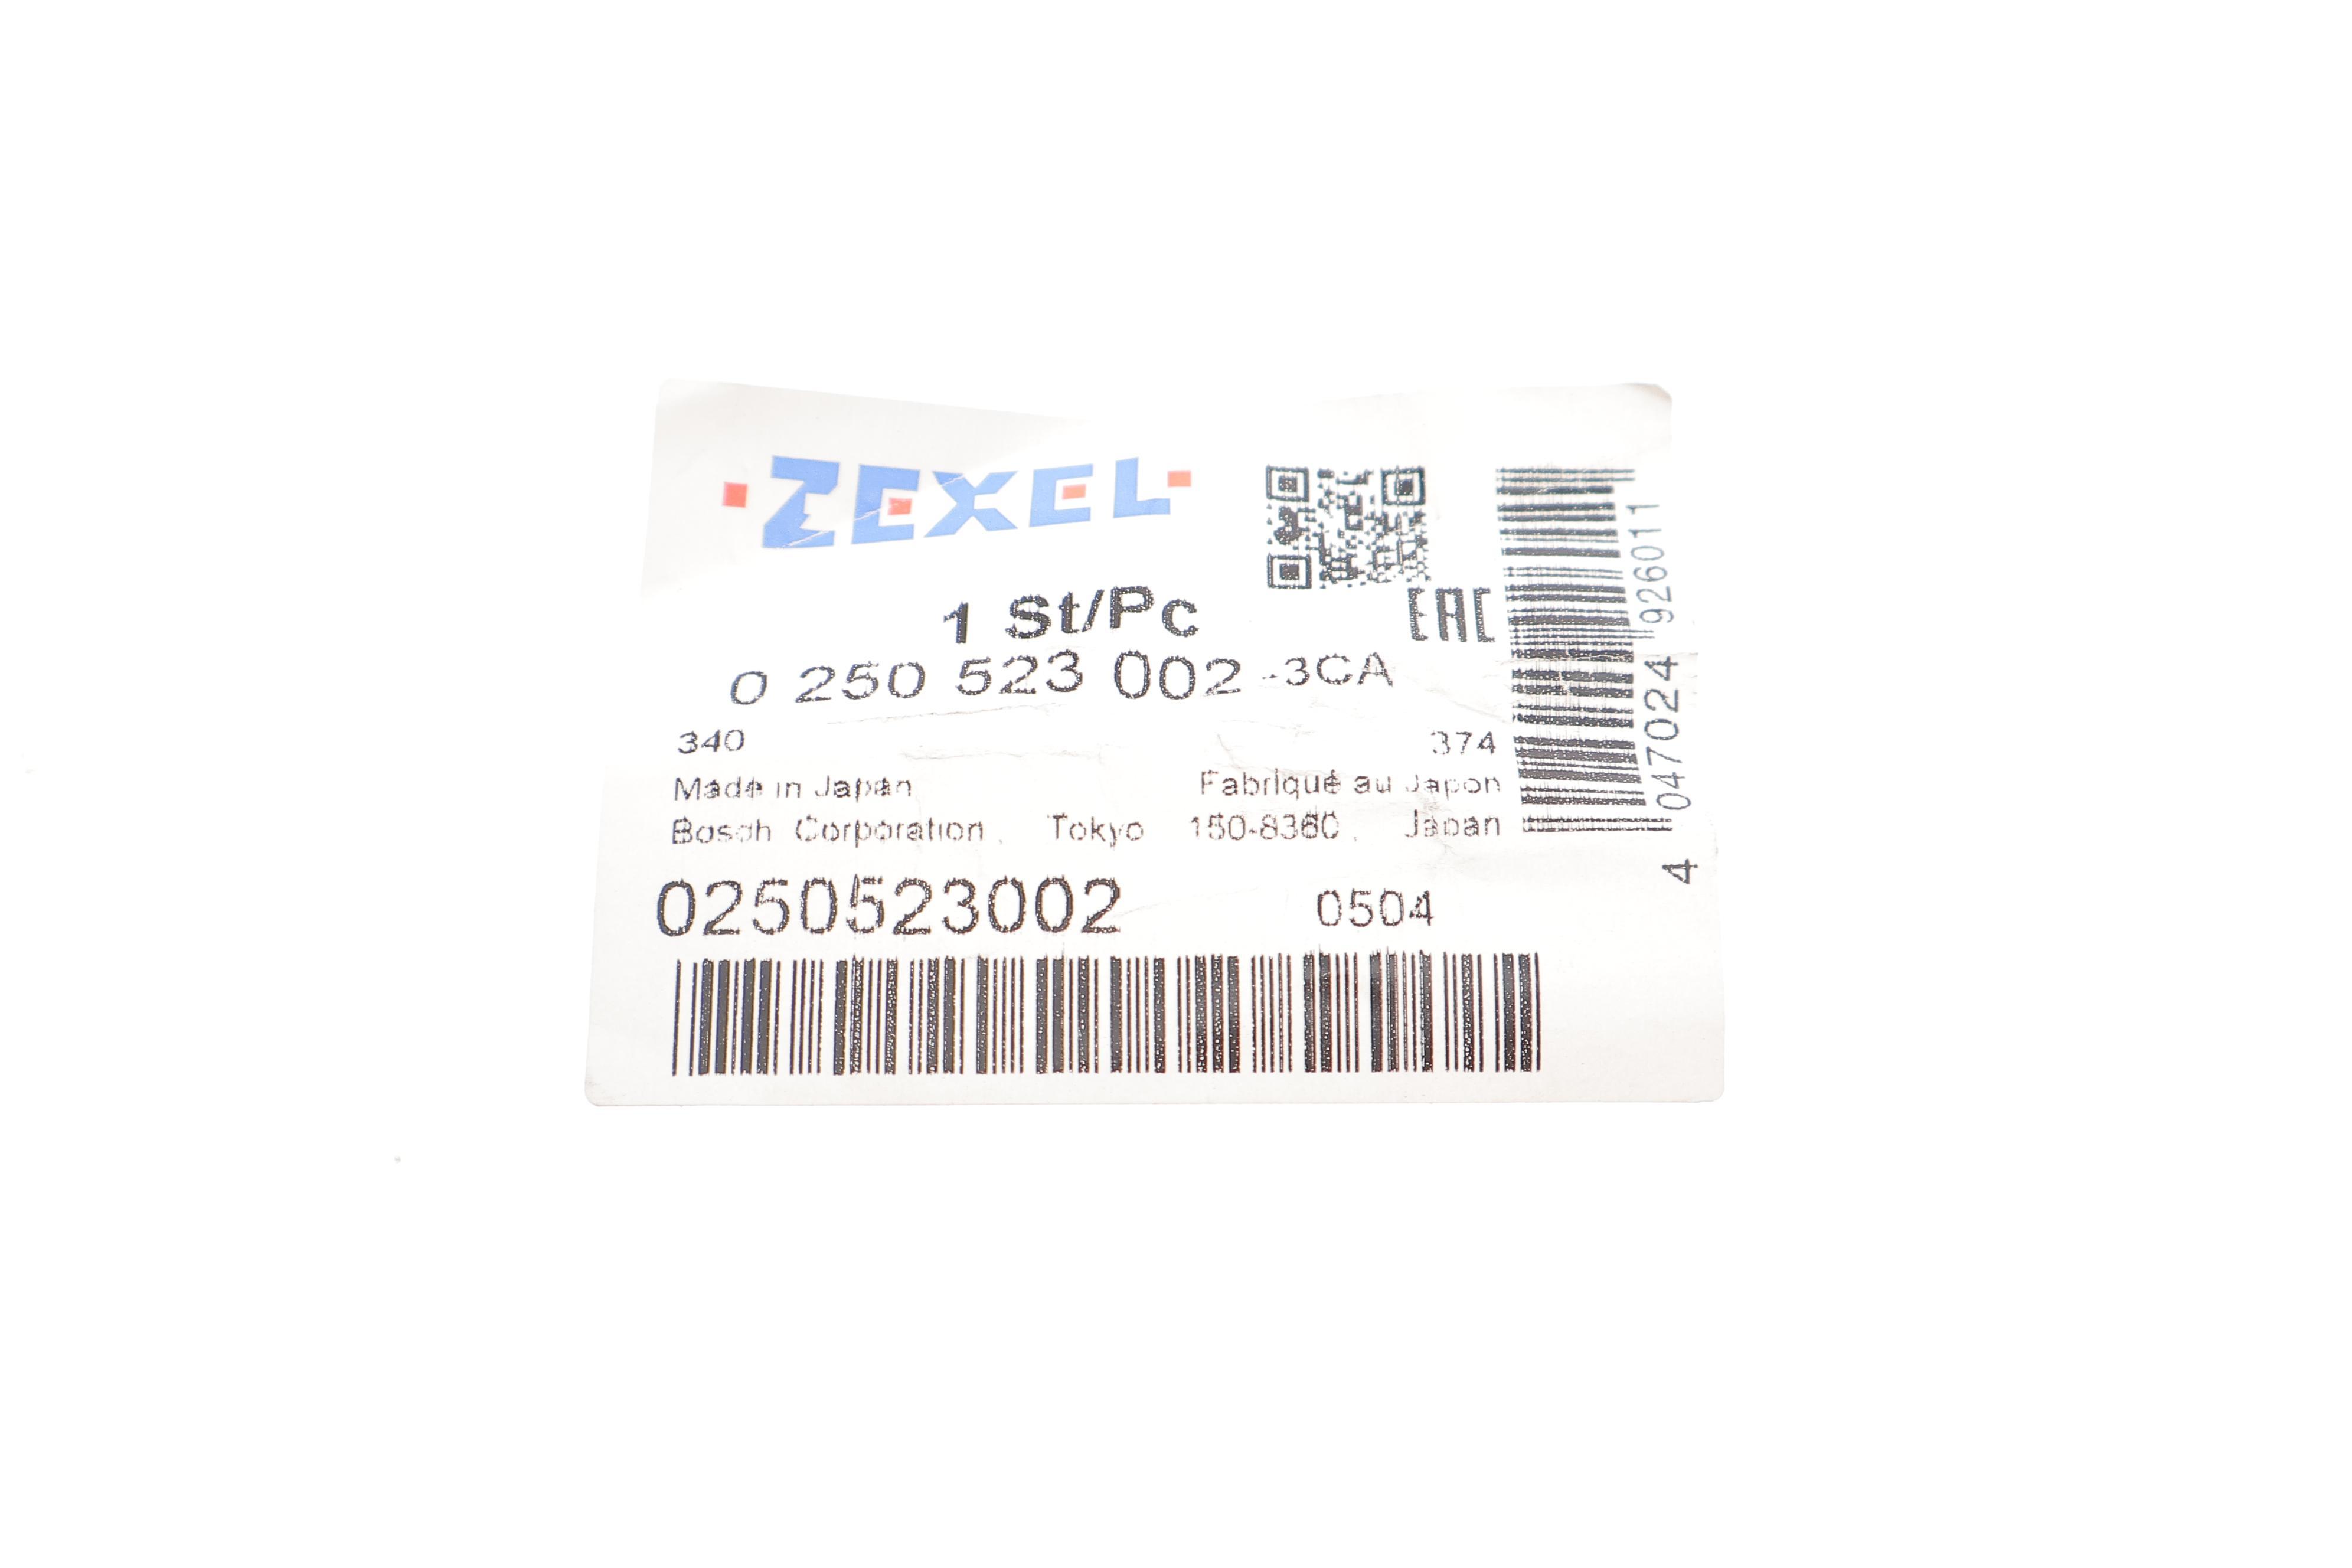 ZEXEL
1 St/Pc
EAC
0 250 523 002 -3CA
340 374
Made in Japan Fabriqué au Japon
Bosch Corporation, Tokyo 150-8360, Japan
0250523002 0504
4 047024 926011